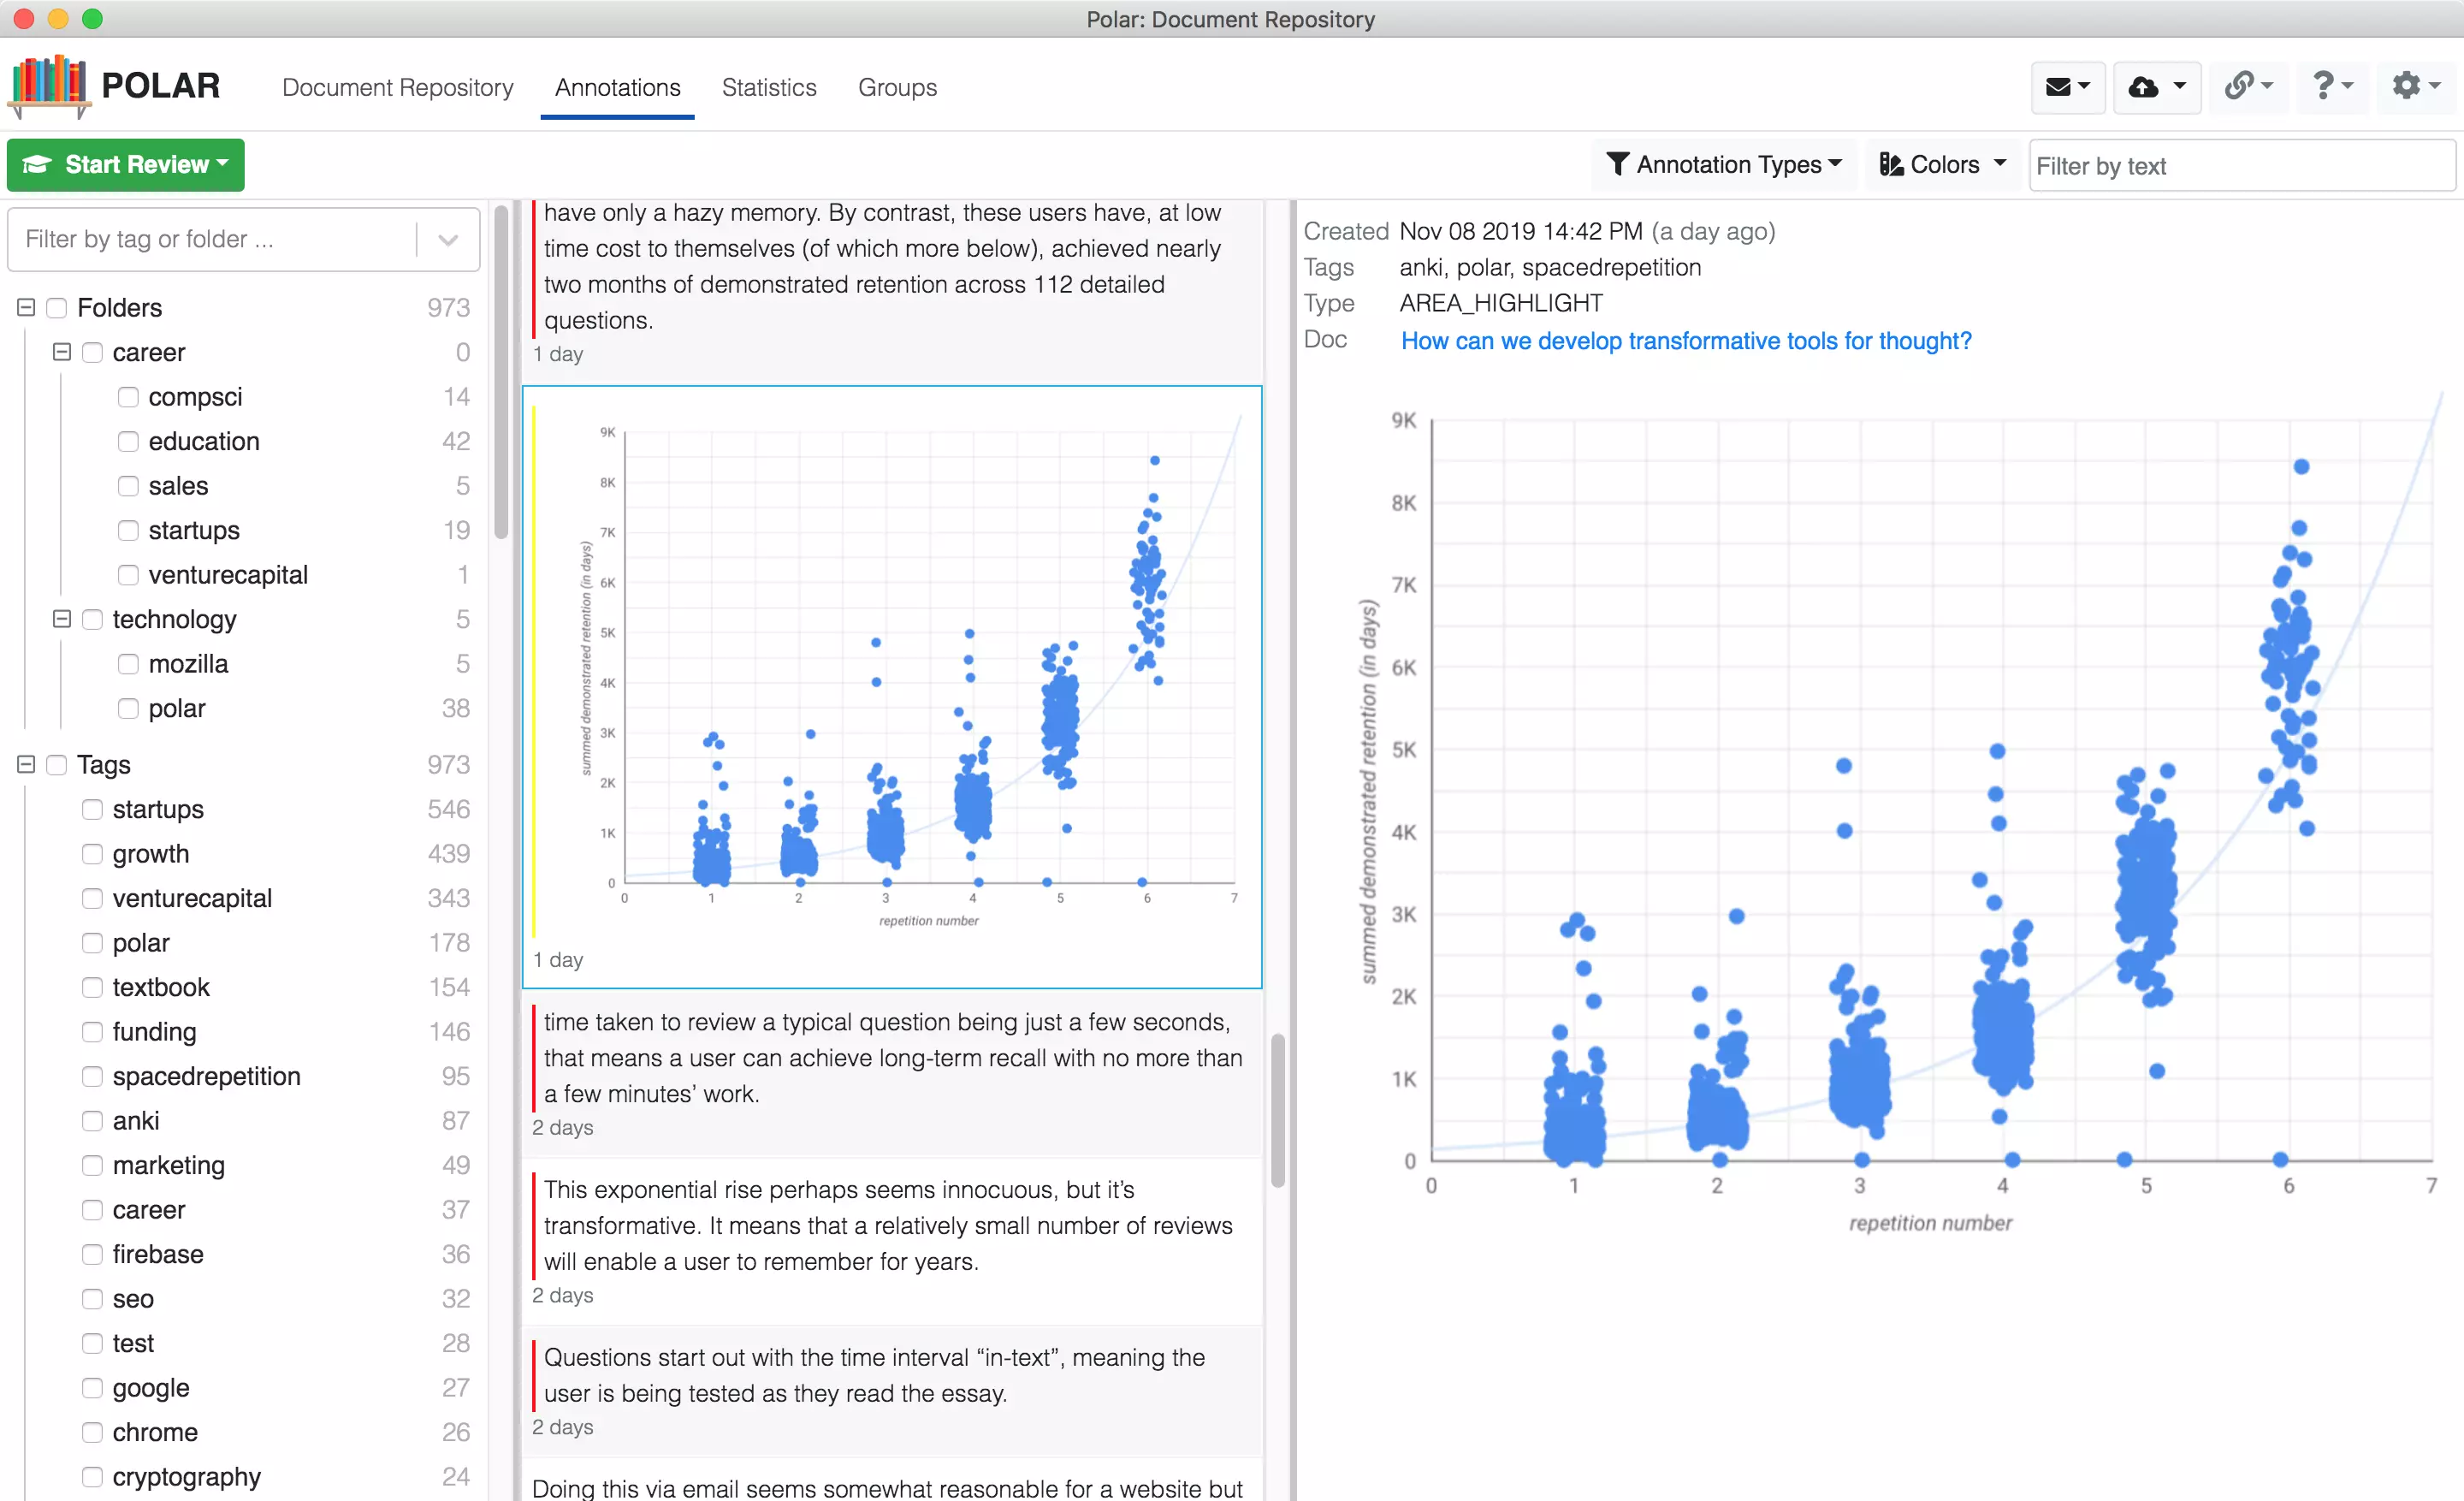 Polar: Document Repository
POLAR
Document Repository
Annotations
Statistics
Groups
Start Review
Annotation Types
Colors
Filter by text
Filter by tag or folder ...
Folders 973
career 0
compsci 14
education 42
sales 5
startups 19
venturecapital 1
technology 5
mozilla 5
polar 38
Tags 973
startups 546
growth 439
venturecapital 343
polar 178
textbook 154
funding 146
spacedrepetition 95
anki 87
marketing 49
career 37
firebase 36
seo 32
test 28
google 27
chrome 26
cryptography 24
have only a hazy memory. By contrast, these users have, at low
time cost to themselves (of which more below), achieved nearly
two months of demonstrated retention across 112 detailed
questions.
1 day
9K
8K
7K
6K
5K
4K
3K
2K
1K
0
summed demonstrated retention (in days)
0 1 2 3 4 5 6 7
repetition number
1 day
time taken to review a typical question being just a few seconds,
that means a user can achieve long-term recall with no more than
a few minutes’ work.
2 days
This exponential rise perhaps seems innocuous, but it’s
transformative. It means that a relatively small number of reviews
will enable a user to remember for years.
2 days
Questions start out with the time interval “in-text”, meaning the
user is being tested as they read the essay.
2 days
Doing this via email seems somewhat reasonable for a website but
Created Nov 08 2019 14:42 PM (a day ago)
Tags anki, polar, spacedrepetition
Type AREA_HIGHLIGHT
Doc How can we develop transformative tools for thought?
9K
8K
7K
6K
5K
4K
3K
2K
1K
0
summed demonstrated retention (in days)
0 1 2 3 4 5 6 7
repetition number